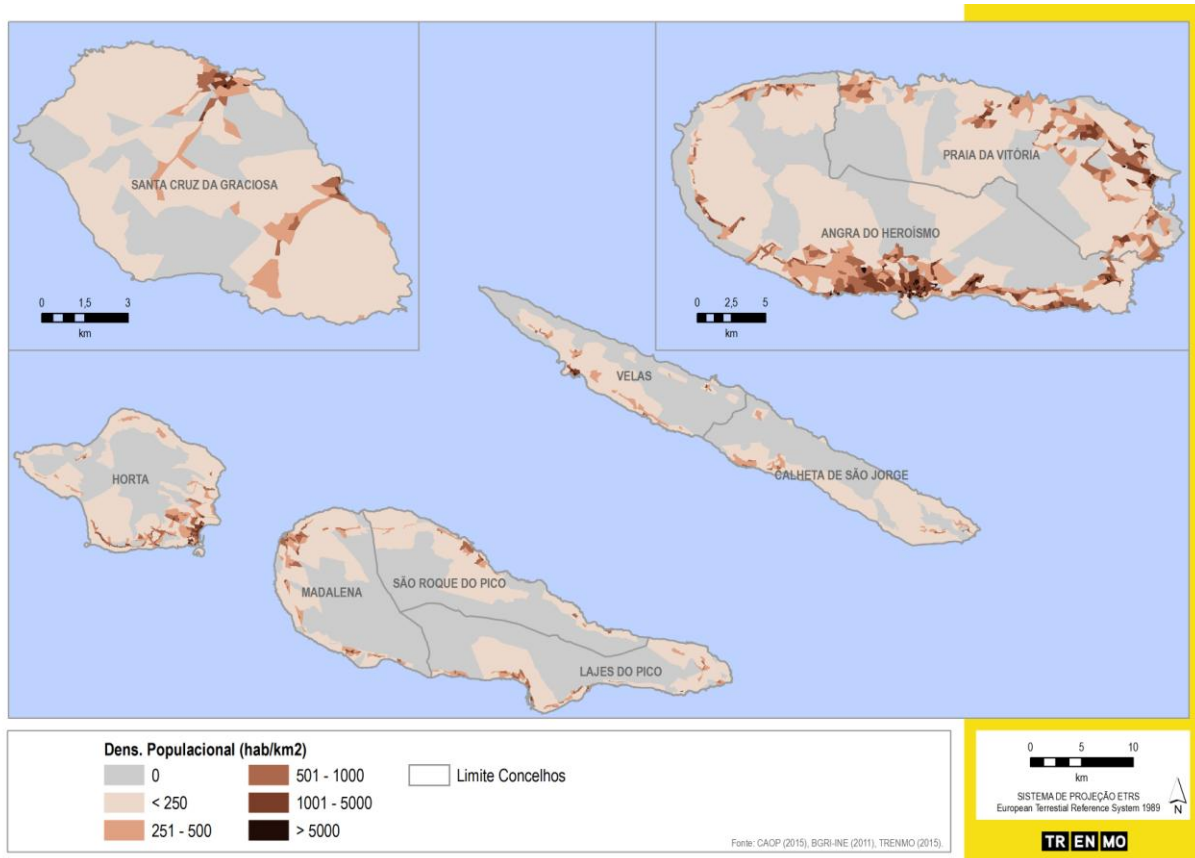 SANTA CRUZ DA GRACIOSA
0 1,5 3
km
PRAIA DA VITÓRIA
ANGRA DO HEROÍSMO
0 2,5 5
km
VELAS
CALHETA DE SÃO JORGE
HORTA
MADALENA
SÃO ROQUE DO PICO
LAJES DO PICO
Dens. Populacional (hab/km2)
0
< 250
251 - 500
501 - 1000
1001 - 5000
> 5000
Limite Concelhos
Fonte: CAOP (2015), BGRI-INE (2011), TRENMO (2015).
0 5 10
km
SISTEMA DE PROJEÇÃO ETRS
European Terrestial Reference System 1989
N
TRENMO